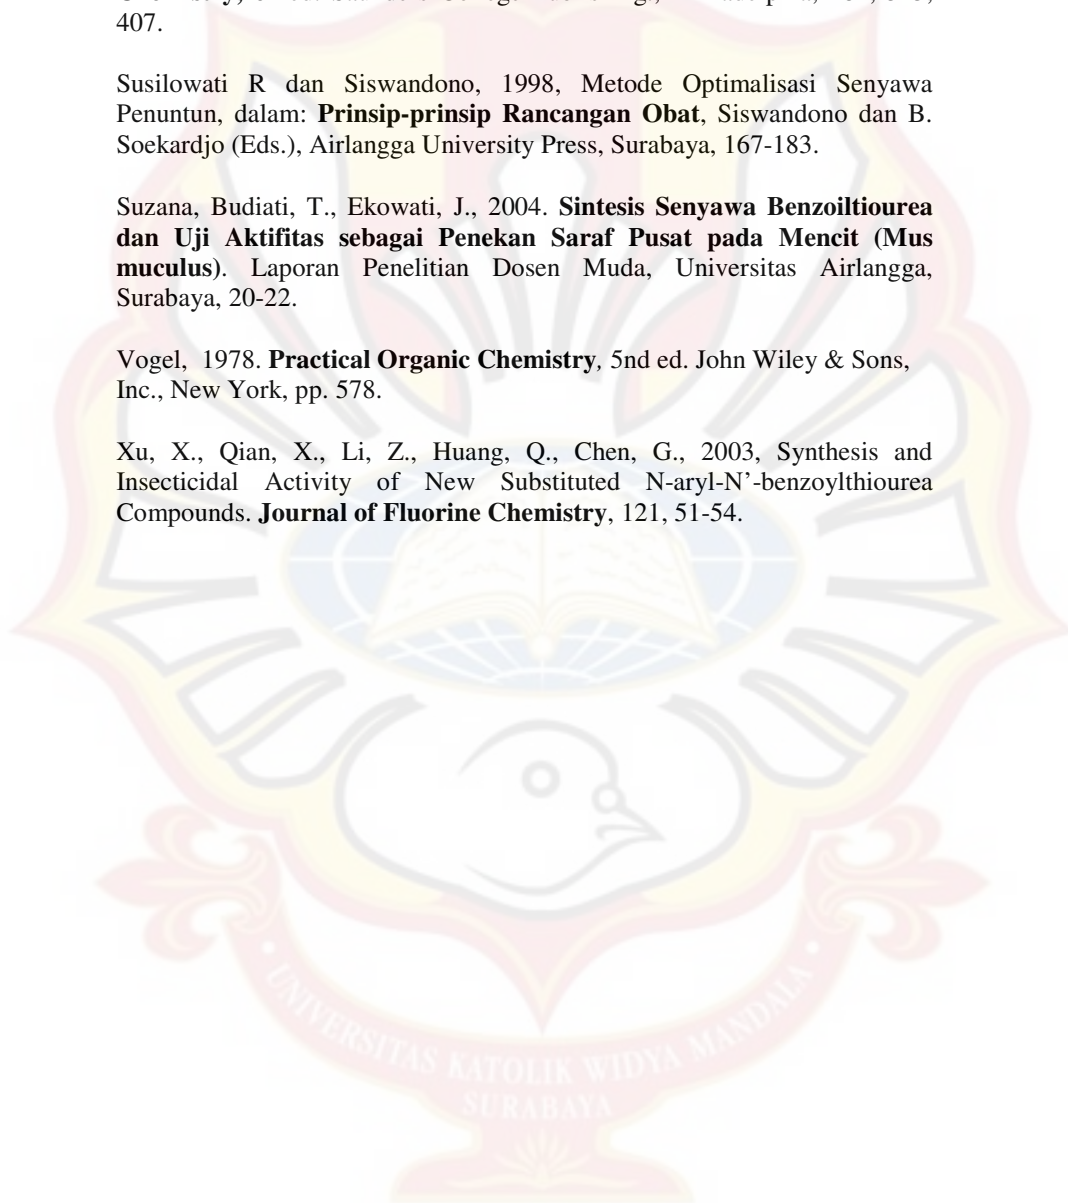 407.
Susilowati R dan Siswandono, 1998, Metode Optimalisasi Senyawa
Penuntun, dalam: Prinsip-prinsip Rancangan Obat, Siswandono dan B.
Soekardjo (Eds.), Airlangga University Press, Surabaya, 167-183.
Suzana, Budiati, T., Ekowati, J., 2004. Sintesis Senyawa Benzoiltiourea
dan Uji Aktifitas sebagai Penekan Saraf Pusat pada Mencit (Mus
muculus). Laporan Penelitian Dosen Muda, Universitas Airlangga,
Surabaya, 20-22.
Vogel, 1978. Practical Organic Chemistry, 5nd ed. John Wiley & Sons,
Inc., New York, pp. 578.
Xu, X., Qian, X., Li, Z., Huang, Q., Chen, G., 2003, Synthesis and
Insecticidal Activity of New Substituted N-aryl-N’-benzoylthiourea
Compounds. Journal of Fluorine Chemistry, 121, 51-54.
UNIVERSITAS KATOLIK WIDYA MANDALA
SURABAYA